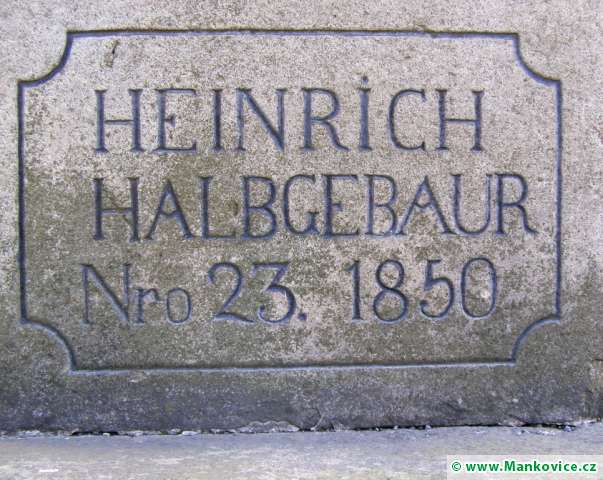 HEINRiCH
HALBGEBAUR
Nro 23. 1850
© www.Mankovice.cz